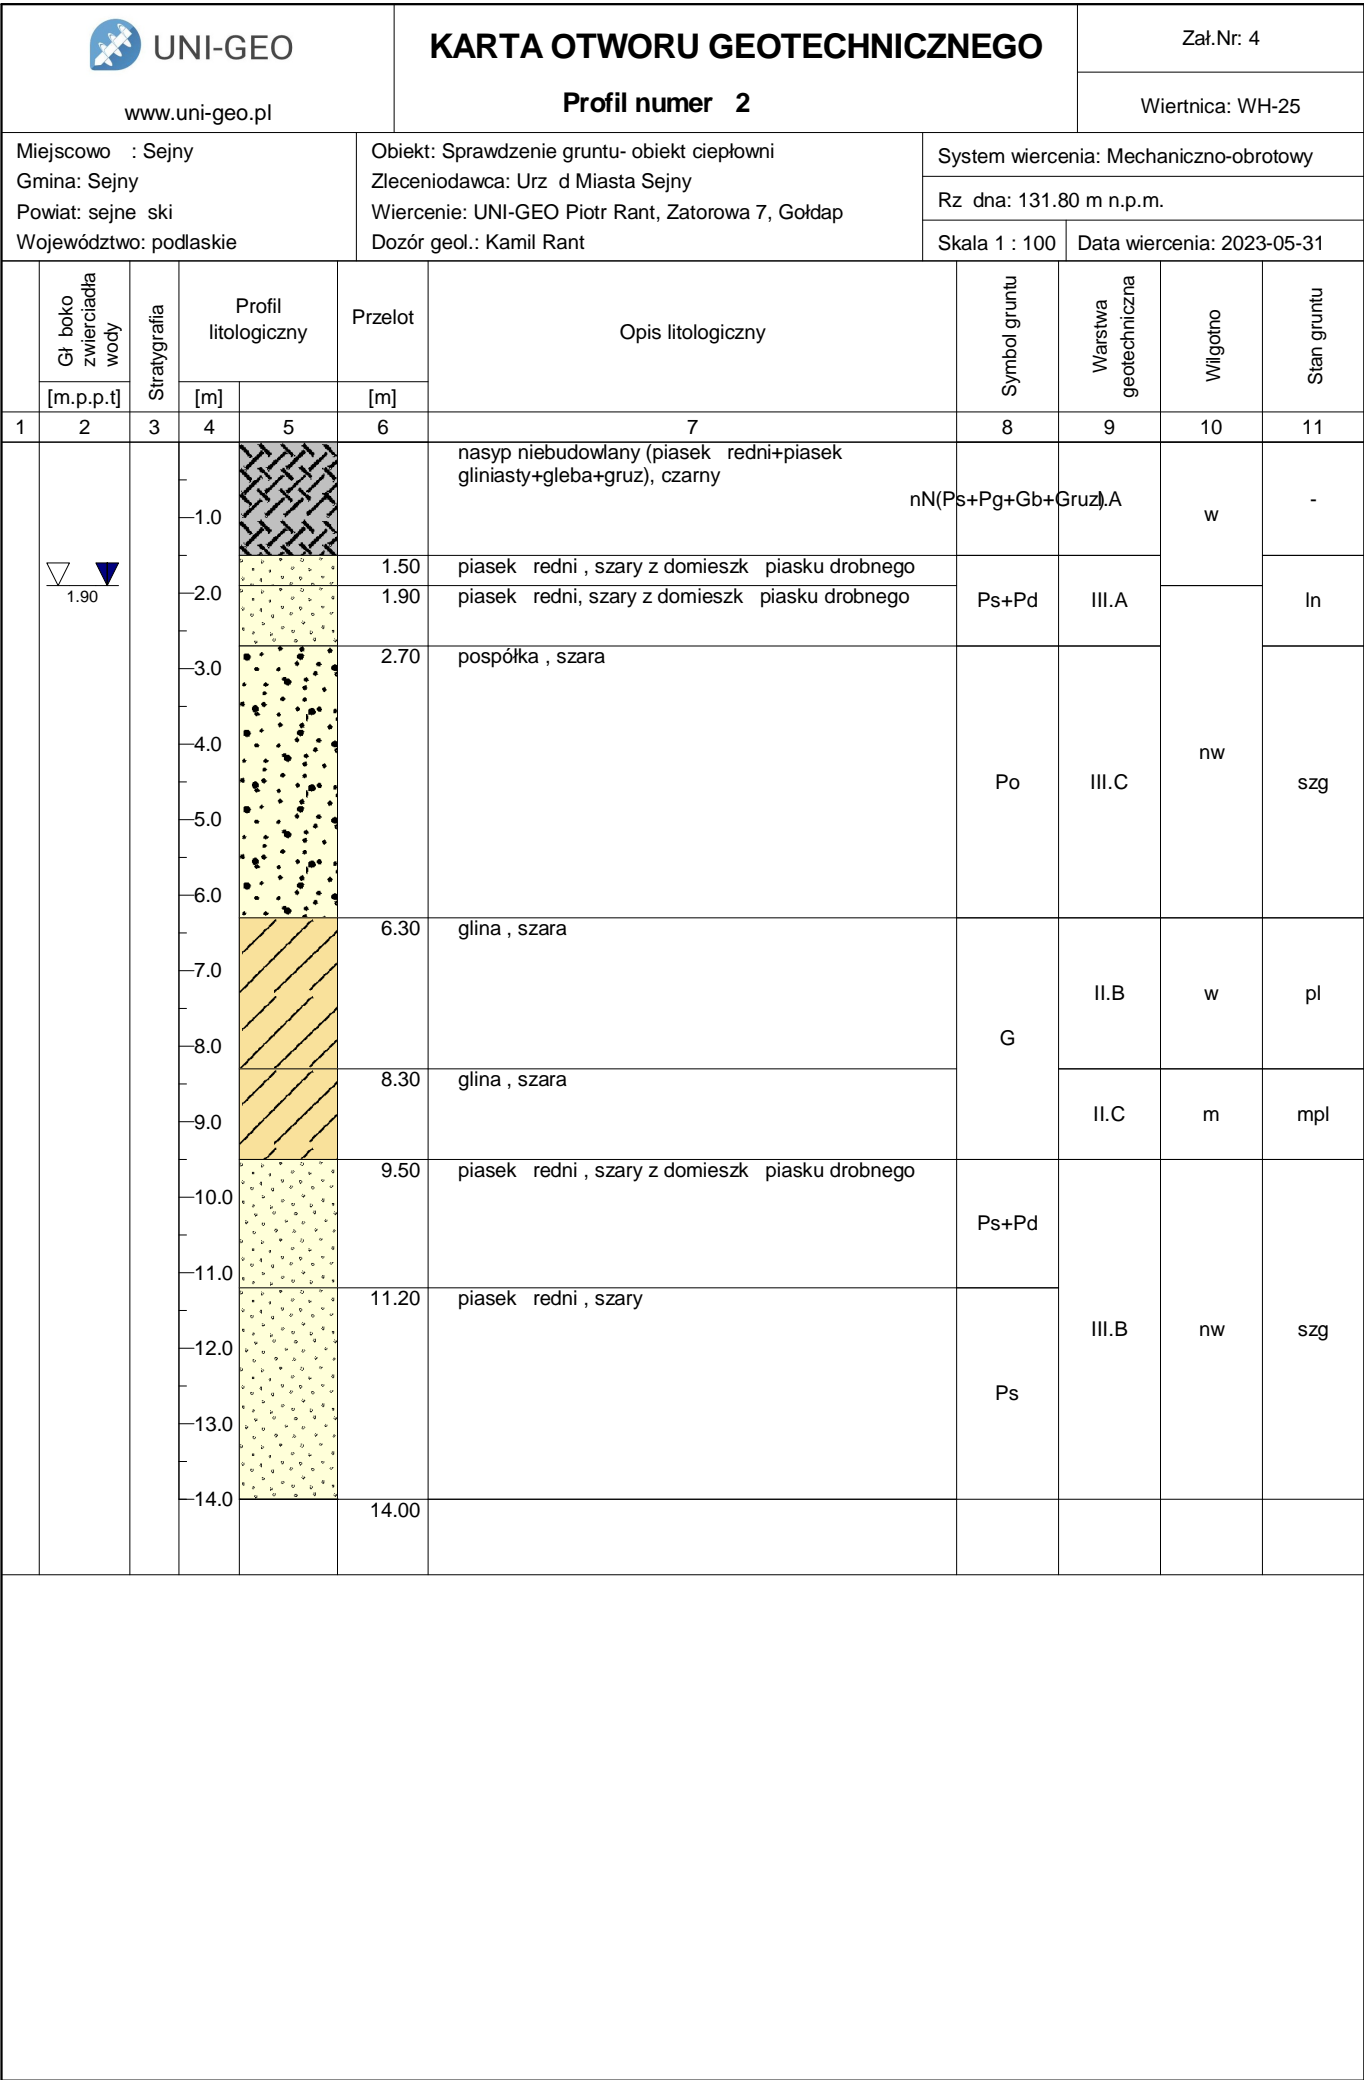 UNI-GEO
www.uni-geo.pl
KARTA OTWORU GEOTECHNICZNEGO
Profil numer 2
Zał.Nr: 4
Wiertnica: WH-25
Miejscowo : Sejny
Gmina: Sejny
Powiat: sejne ski
Województwo: podlaskie
Obiekt: Sprawdzenie gruntu- obiekt ciepłowni
Zleceniodawca: Urz d Miasta Sejny
Wiercenie: UNI-GEO Piotr Rant, Zatorowa 7, Gołdap
Dozór geol.: Kamil Rant
System wiercenia: Mechaniczno-obrotowy
Rz dna: 131.80 m n.p.m.
Skala 1 : 100 Data wiercenia: 2023-05-31
Gł boko
zwierciadła
wody
[m.p.p.t]
Stratygrafia
Profil
litologiczny
[m]
Przelot
[m]
Opis litologiczny
Symbol gruntu
Warstwa
geotechniczna
Wilgotno
Stan gruntu
1 2 3 4 5 6 7 8 9 10 11
nasyp niebudowlany (piasek redni+piasek
gliniasty+gleba+gruz), czarny
nN(Ps+Pg+Gb+Gruz) I.A
w
-
1.0
1.50 piasek redni , szary z domieszk piasku drobnego
1.90
2.0
1.90 piasek redni, szary z domieszk piasku drobnego
Ps+Pd III.A ln
2.70 pospółka , szara
3.0
4.0
nw
Po III.C szg
5.0
6.0
6.30 glina , szara
7.0
II.B w pl
G
8.0
8.30 glina , szara
9.0
II.C m mpl
9.50 piasek redni , szary z domieszk piasku drobnego
10.0
Ps+Pd
11.0
11.20 piasek redni , szary
III.B nw szg
12.0
Ps
13.0
14.0
14.00